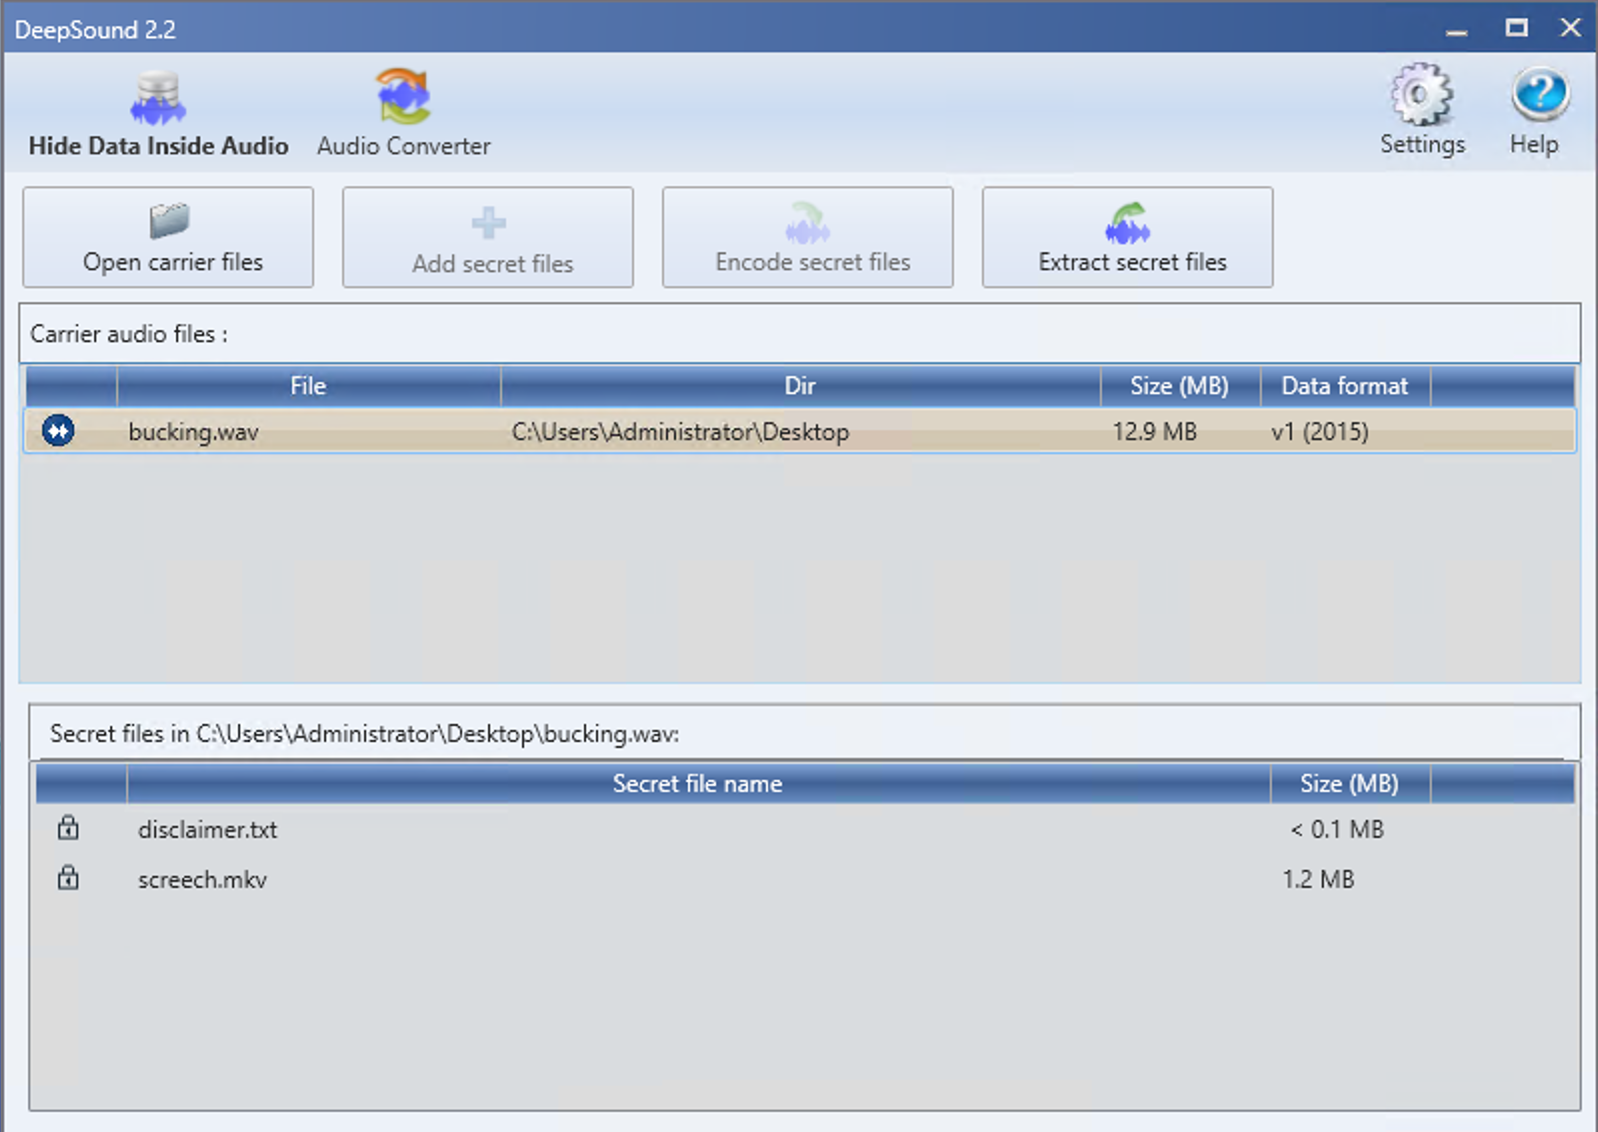 DeepSound 2.2
Hide Data Inside Audio Audio Converter Settings Help
Open carrier files Add secret files Encode secret files Extract secret files
Carrier audio files :
File Dir Size (MB) Data format
bucking.wav C:\Users\Administrator\Desktop 12.9 MB v1 (2015)
Secret files in C:\Users\Administrator\Desktop\bucking.wav:
Secret file name Size (MB)
disclaimer.txt < 0.1 MB
screech.mkv 1.2 MB